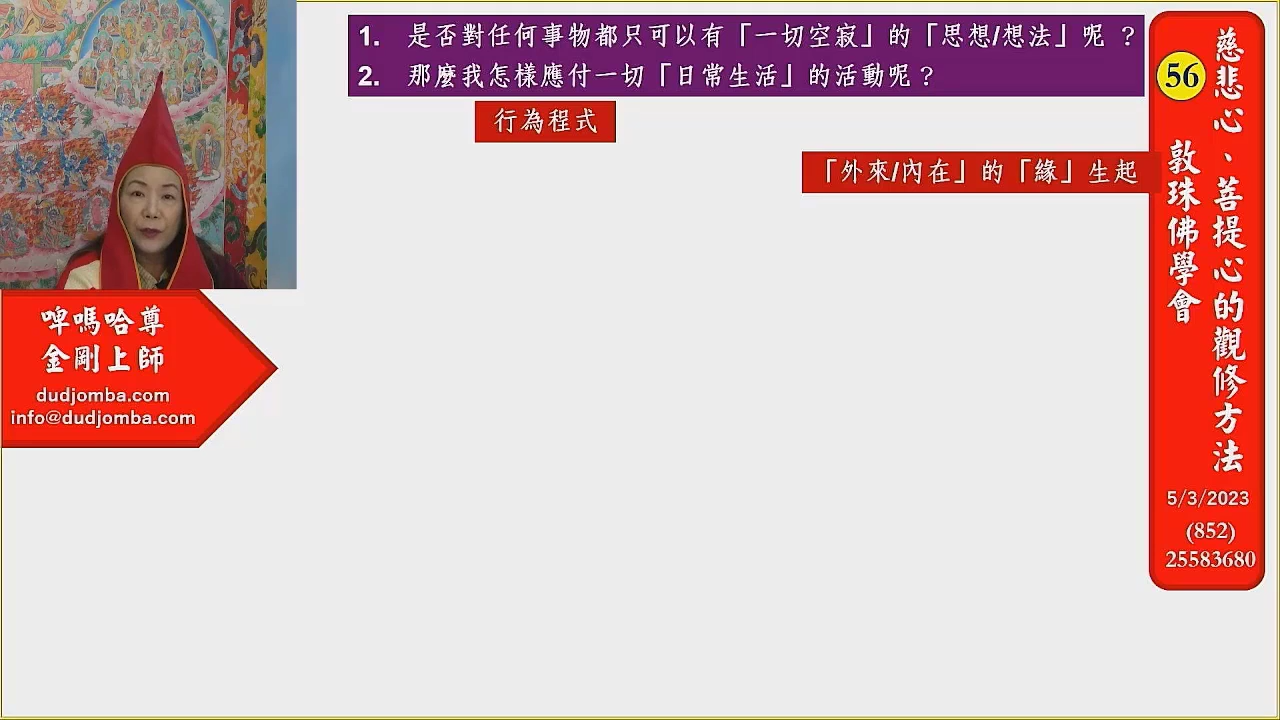 1. 是否對任何事物都只可以有「一切空寂」的「思想/想法」呢 ？
2. 那麼我怎樣應付一切「日常生活」的活動呢？
行為程式
「外來/內在」的「緣」生起
啤嗎哈尊
金剛上師
dudjomba.com
info@dudjomba.com
56
慈悲心、菩提心的觀修方法
敦珠佛學會
5/3/2023
(852)
25583680